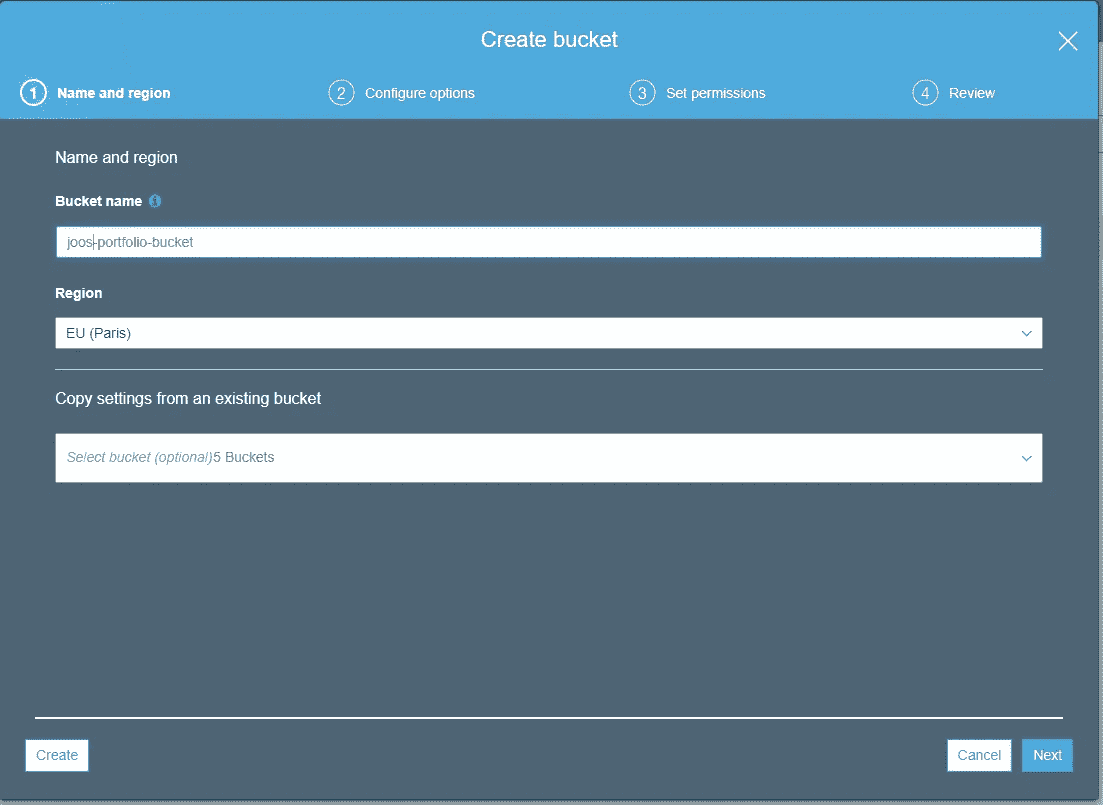 Create bucket
1 Name and region
2 Configure options
3 Set permissions
4 Review
Name and region
Bucket name
joos-portfolio-bucket
Region
EU (Paris)
Copy settings from an existing bucket
Select bucket (optional)5 Buckets
Create
Cancel
Next